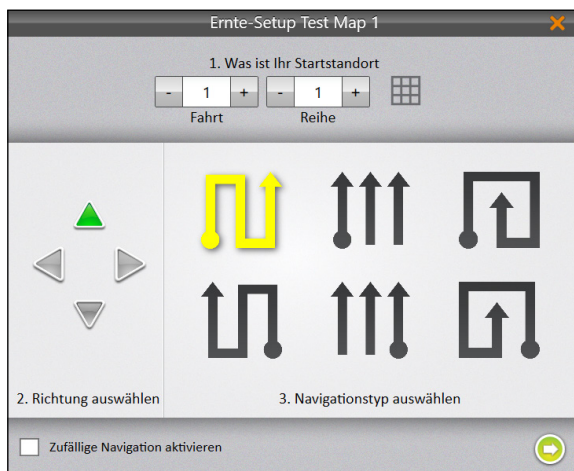 Ernte-Setup Test Map 1
1. Was ist Ihr Startstandort
- 1 + - 1 +
Fahrt Reihe
2. Richtung auswählen 3. Navigationstyp auswählen
Zufällige Navigation aktivieren